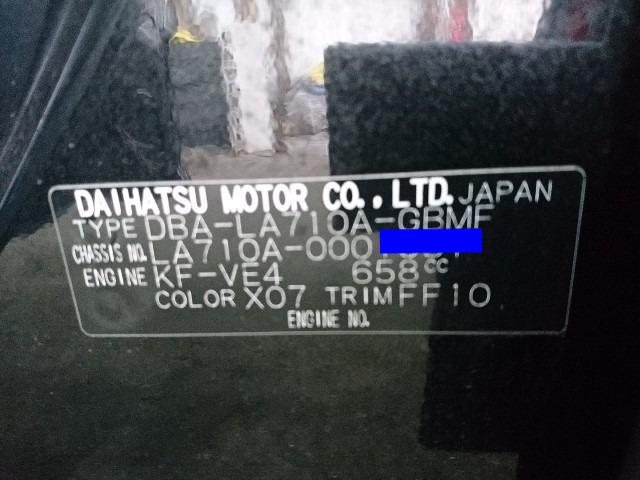 DAIHATSU MOTOR CO., LTD. JAPAN
TYPE DBA-LA710A-GBMF
CHASSIS NO. LA710A-000
ENGINE KF-VE4 658cc
COLOR X07 TRIM FF10
ENGINE NO.